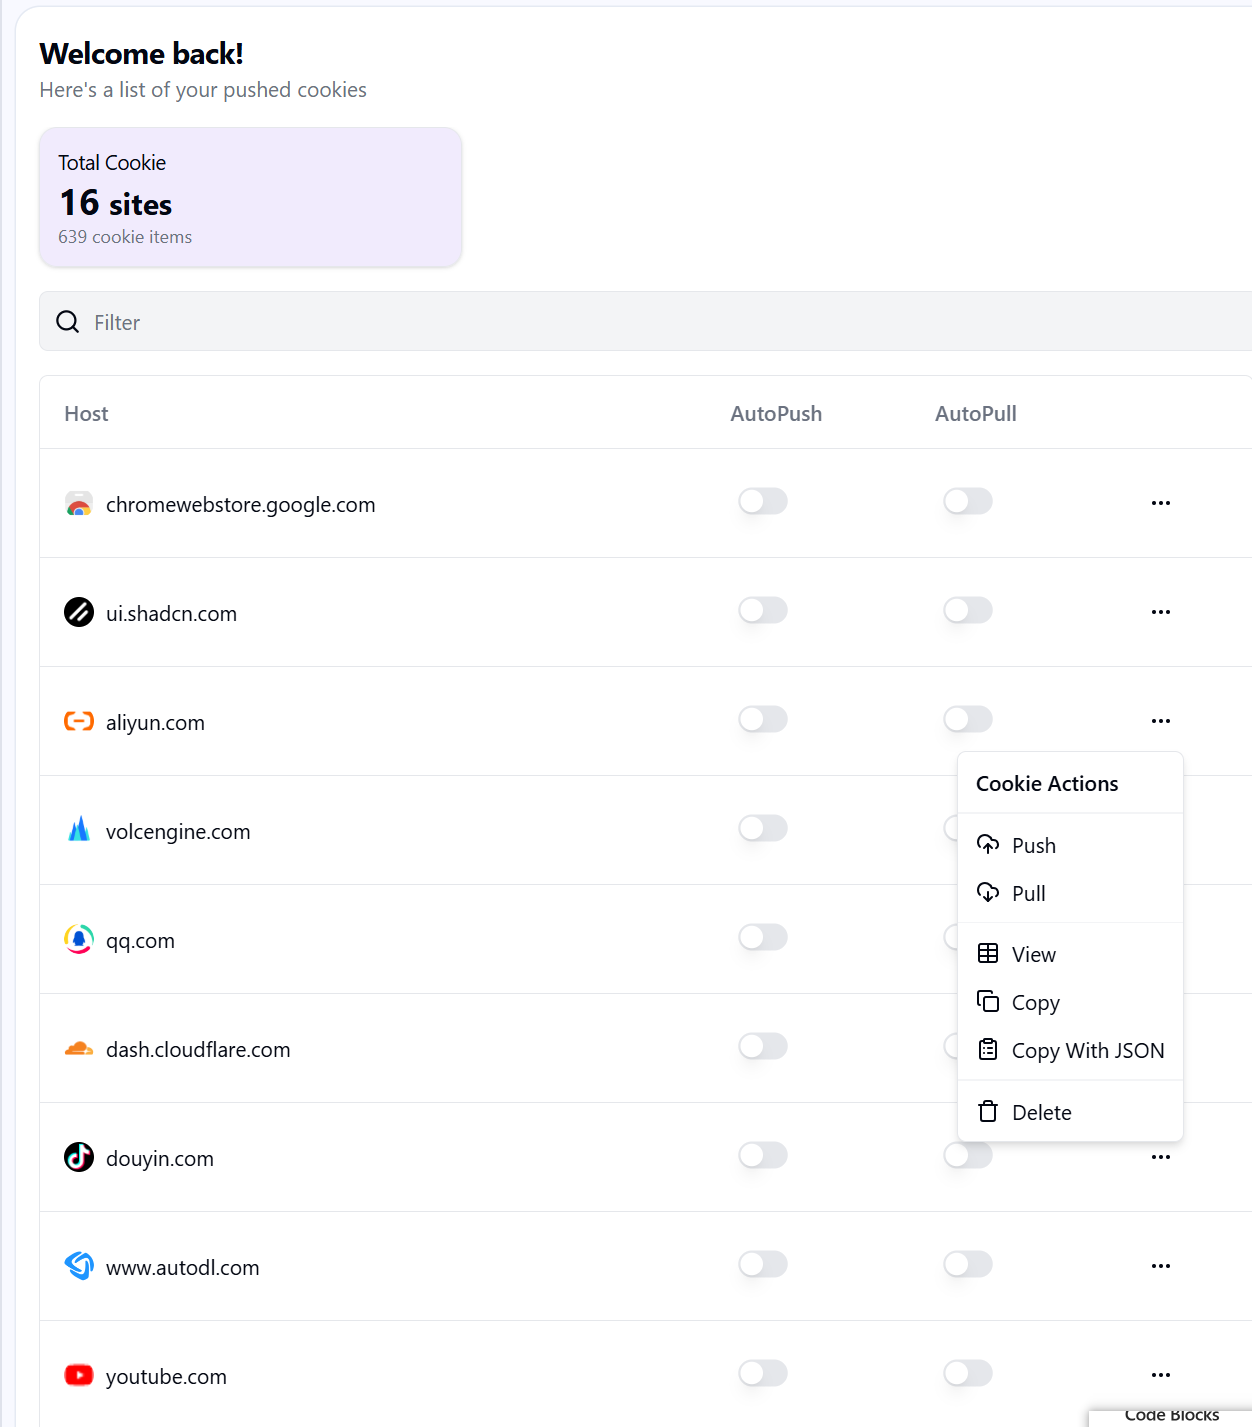 Welcome back!
Here's a list of your pushed cookies
Total Cookie
16 sites
639 cookie items
Filter
Host AutoPush AutoPull
chromewebstore.google.com
ui.shadcn.com
aliyun.com
Cookie Actions
volcengine.com
Push
Pull
qq.com
View
Copy
dash.cloudflare.com
Copy With JSON
Delete
douyin.com
www.autodl.com
youtube.com
Code Blocks